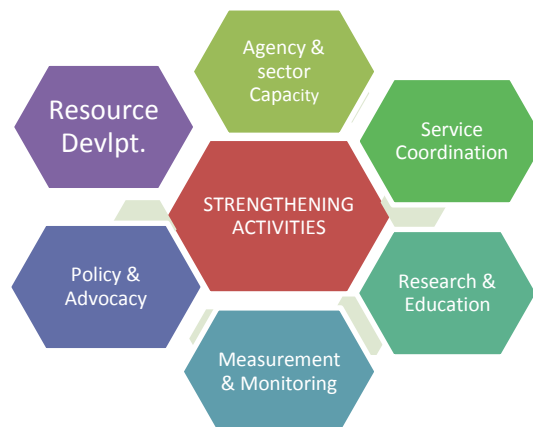 Agency &
sector
Capacity
Resource
Devlpt.
Service
Coordination
STRENGTHENING
ACTIVITIES
Policy &
Advocacy
Research &
Education
Measurement
& Monitoring